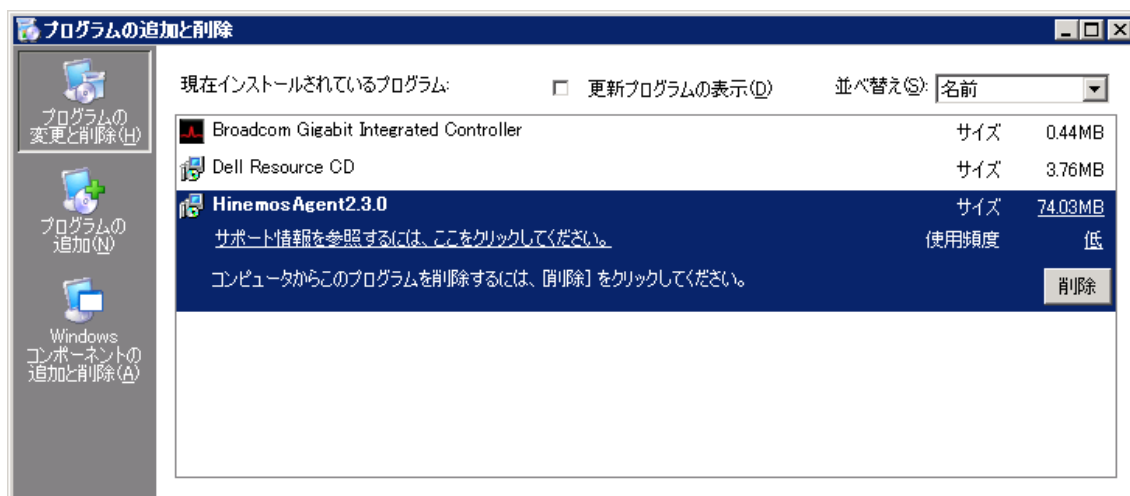 プログラムの追加と削除
プログラムの
変更と削除(H)
プログラムの
追加(N)
Windows
コンポーネントの
追加と削除(A)
現在インストールされているプログラム:
更新プログラムの表示(D)
並べ替え(S): 名前
Broadcom Gigabit Integrated Controller サイズ 0.44MB
Dell Resource CD サイズ 3.76MB
HinemosAgent2.3.0 サイズ 74.03MB
サポート情報を参照するには、ここをクリックしてください。 使用頻度 低
コンピュータからこのプログラムを削除するには、[削除] をクリックしてください。
削除